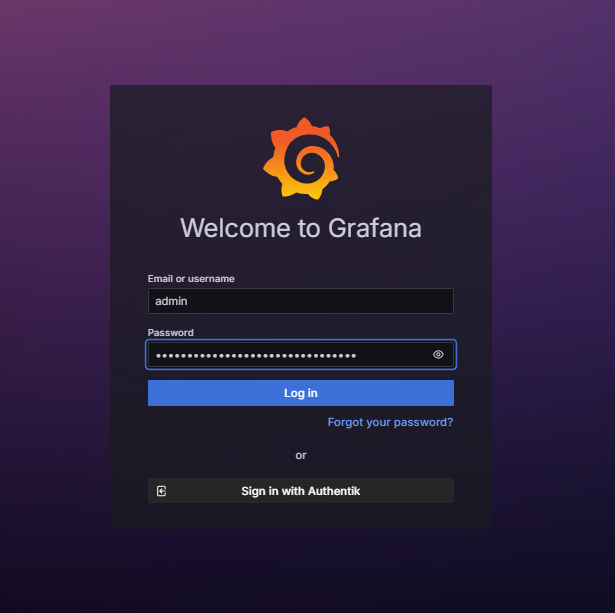 Welcome to Grafana
Email or username
admin
Password
••••••••••••••••••••••••••••••••
Log in
Forgot your password?
or
Sign in with Authentik